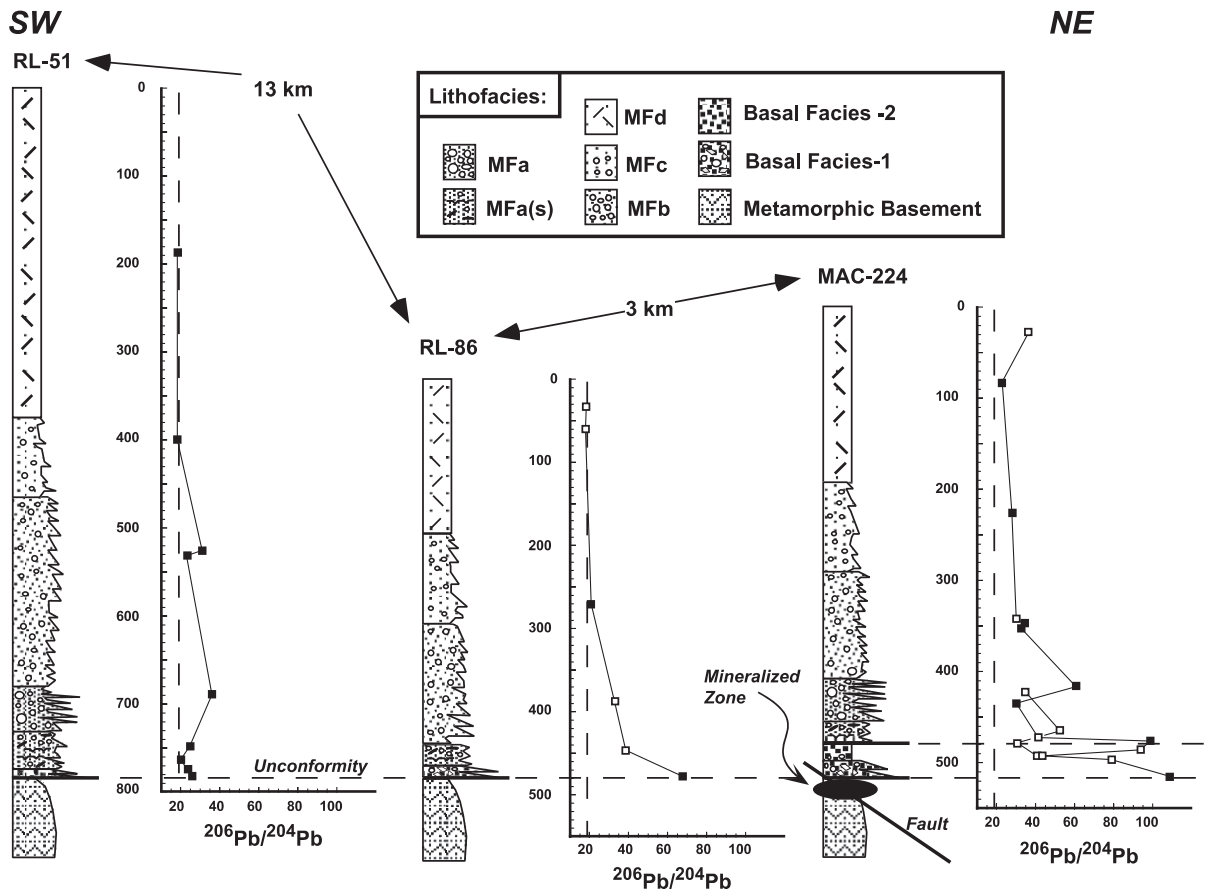 SW
NE
RL-51
13 km
Lithofacies:
MFa
MFa(s)
MFd
MFc
MFb
Basal Facies -2
Basal Facies-1
Metamorphic Basement
0
100
200
300
400
500
600
700
800
20 40 60 80 100
206Pb/204Pb
Unconformity
3 km
RL-86
0
100
200
300
400
500
20 40 60 80 100
206Pb/204Pb
MAC-224
Mineralized
Zone
Fault
0
100
200
300
400
500
20 40 60 80 100
206Pb/204Pb